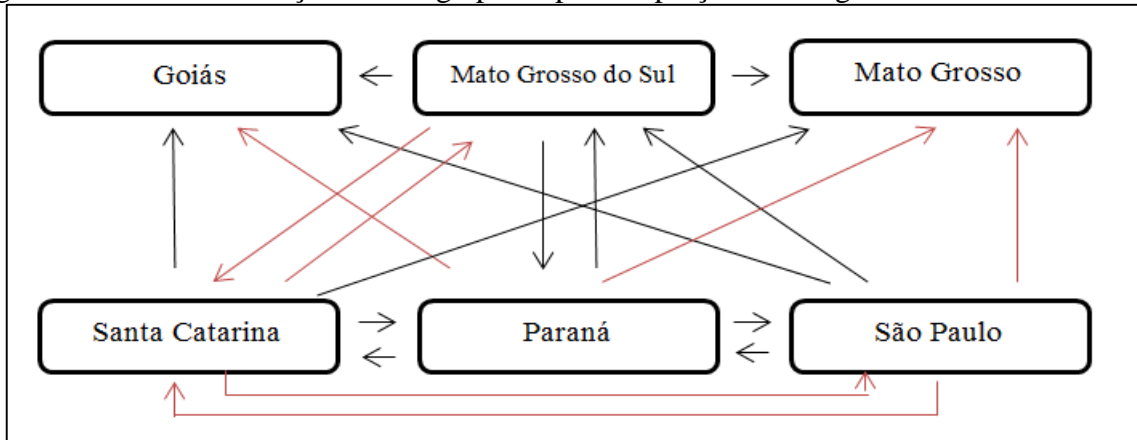 Goiás
Mato Grosso do Sul
Mato Grosso
Santa Catarina
Paraná
São Paulo